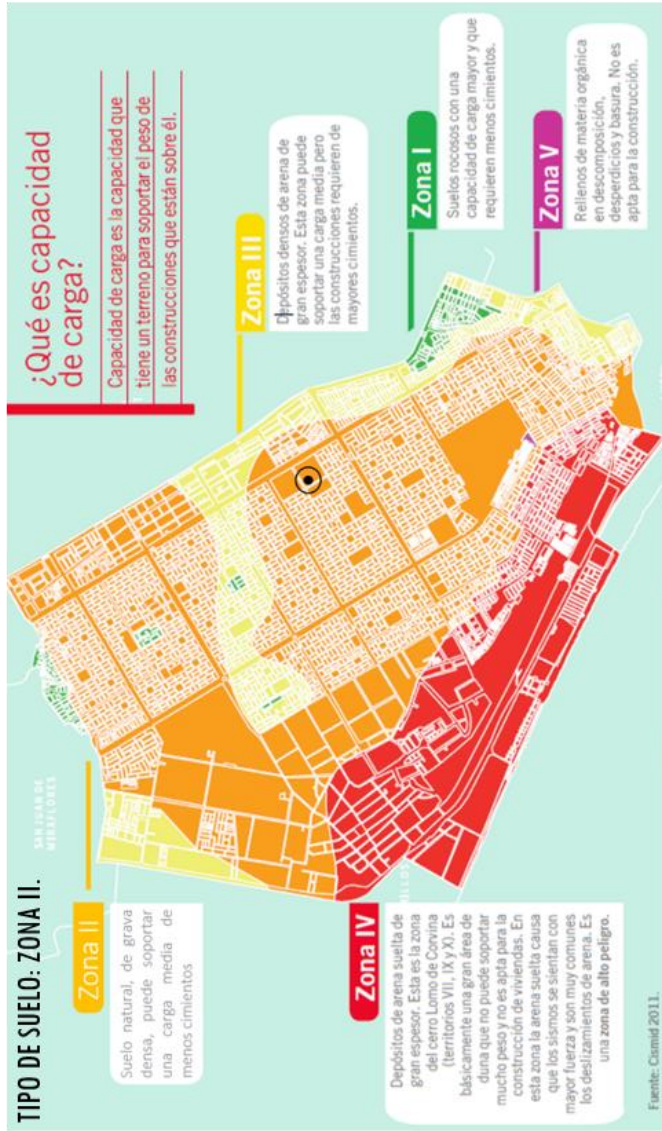 TIPO DE SUELO: ZONA II.
¿Qué es capacidad
de carga?
Capacidad de carga es la capacidad que
tiene un terreno para soportar el peso de
las construcciones que están sobre él.
SAN JUAN DE
MIRAFLORES
Zona II
Suelo natural, de grava
densa, puede soportar
una carga media de
menos cimientos
Zona III
Depósitos densos de arena de
gran espesor. Esta zona puede
soportar una carga media pero
las construcciones requieren de
mayores cimientos.
Zona I
Suelos rocosos con una
capacidad de carga mayor y que
requieren menos cimientos.
Zona V
Rellenos de materia orgánica
en descomposición,
desperdicios y basura. No es
apta para la construcción.
Zona IV
Depósitos de arena suelta de
gran espesor. Esta es la zona
del cerro Lomo de Corvina
(territorios VII, IX y X). Es
básicamente una gran área de
duna que no puede soportar
mucho peso y no es apta para la
construcción de viviendas. En
esta zona la arena suelta causa
que los sismos se sientan con
mayor fuerza y son muy comunes
los deslizamientos de arena. Es
una zona de alto peligro.
Fuente: Cismid 2011.